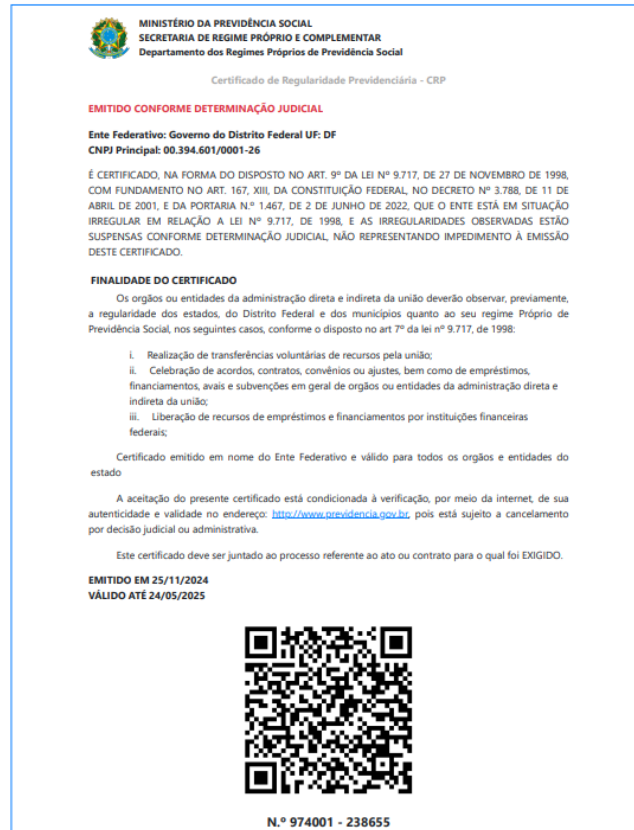 MINISTÉRIO DA PREVIDÊNCIA SOCIAL
SECRETARIA DE REGIME PRÓPRIO E COMPLEMENTAR
Departamento dos Regimes Próprios de Previdência Social
Certificado de Regularidade Previdenciária - CRP
EMITIDO CONFORME DETERMINAÇÃO JUDICIAL
Ente Federativo: Governo do Distrito Federal UF: DF
CNPJ Principal: 00.394.601/0001-26
É CERTIFICADO, NA FORMA DO DISPOSTO NO ART. 9º DA LEI Nº 9.717, DE 27 DE NOVEMBRO DE 1998,
COM FUNDAMENTO NO ART. 167, XIII, DA CONSTITUIÇÃO FEDERAL, NO DECRETO Nº 3.788, DE 11 DE
ABRIL DE 2001, E DA PORTARIA N.º 1.467, DE 2 DE JUNHO DE 2022, QUE O ENTE ESTÁ EM SITUAÇÃO
IRREGULAR EM RELAÇÃO A LEI Nº 9.717, DE 1998, E AS IRREGULARIDADES OBSERVADAS ESTÃO
SUSPENSAS CONFORME DETERMINAÇÃO JUDICIAL, NÃO REPRESENTANDO IMPEDIMENTO À EMISSÃO
DESTE CERTIFICADO.
FINALIDADE DO CERTIFICADO
Os orgãos ou entidades da administração direta e indireta da união deverão observar, previamente,
a regularidade dos estados, do Distrito Federal e dos municípios quanto ao seu regime Próprio de
Previdência Social, nos seguintes casos, conforme o disposto no art 7º da lei nº 9.717, de 1998:
i. Realização de transferências voluntárias de recursos pela união;
ii. Celebração de acordos, contratos, convênios ou ajustes, bem como de empréstimos,
financiamentos, avais e subvenções em geral de orgãos ou entidades da administração direta e
indireta da união;
iii. Liberação de recursos de empréstimos e financiamentos por instituições financeiras
federais;
Certificado emitido em nome do Ente Federativo e válido para todos os orgãos e entidades do
estado
A aceitação do presente certificado está condicionada à verificação, por meio da internet, de sua
autenticidade e validade no endereço: http://www.previdencia.gov.br, pois está sujeito a cancelamento
por decisão judicial ou administrativa.
Este certificado deve ser juntado ao processo referente ao ato ou contrato para o qual foi EXIGIDO.
EMITIDO EM 25/11/2024
VÁLIDO ATÉ 24/05/2025
N.º 974001 - 238655